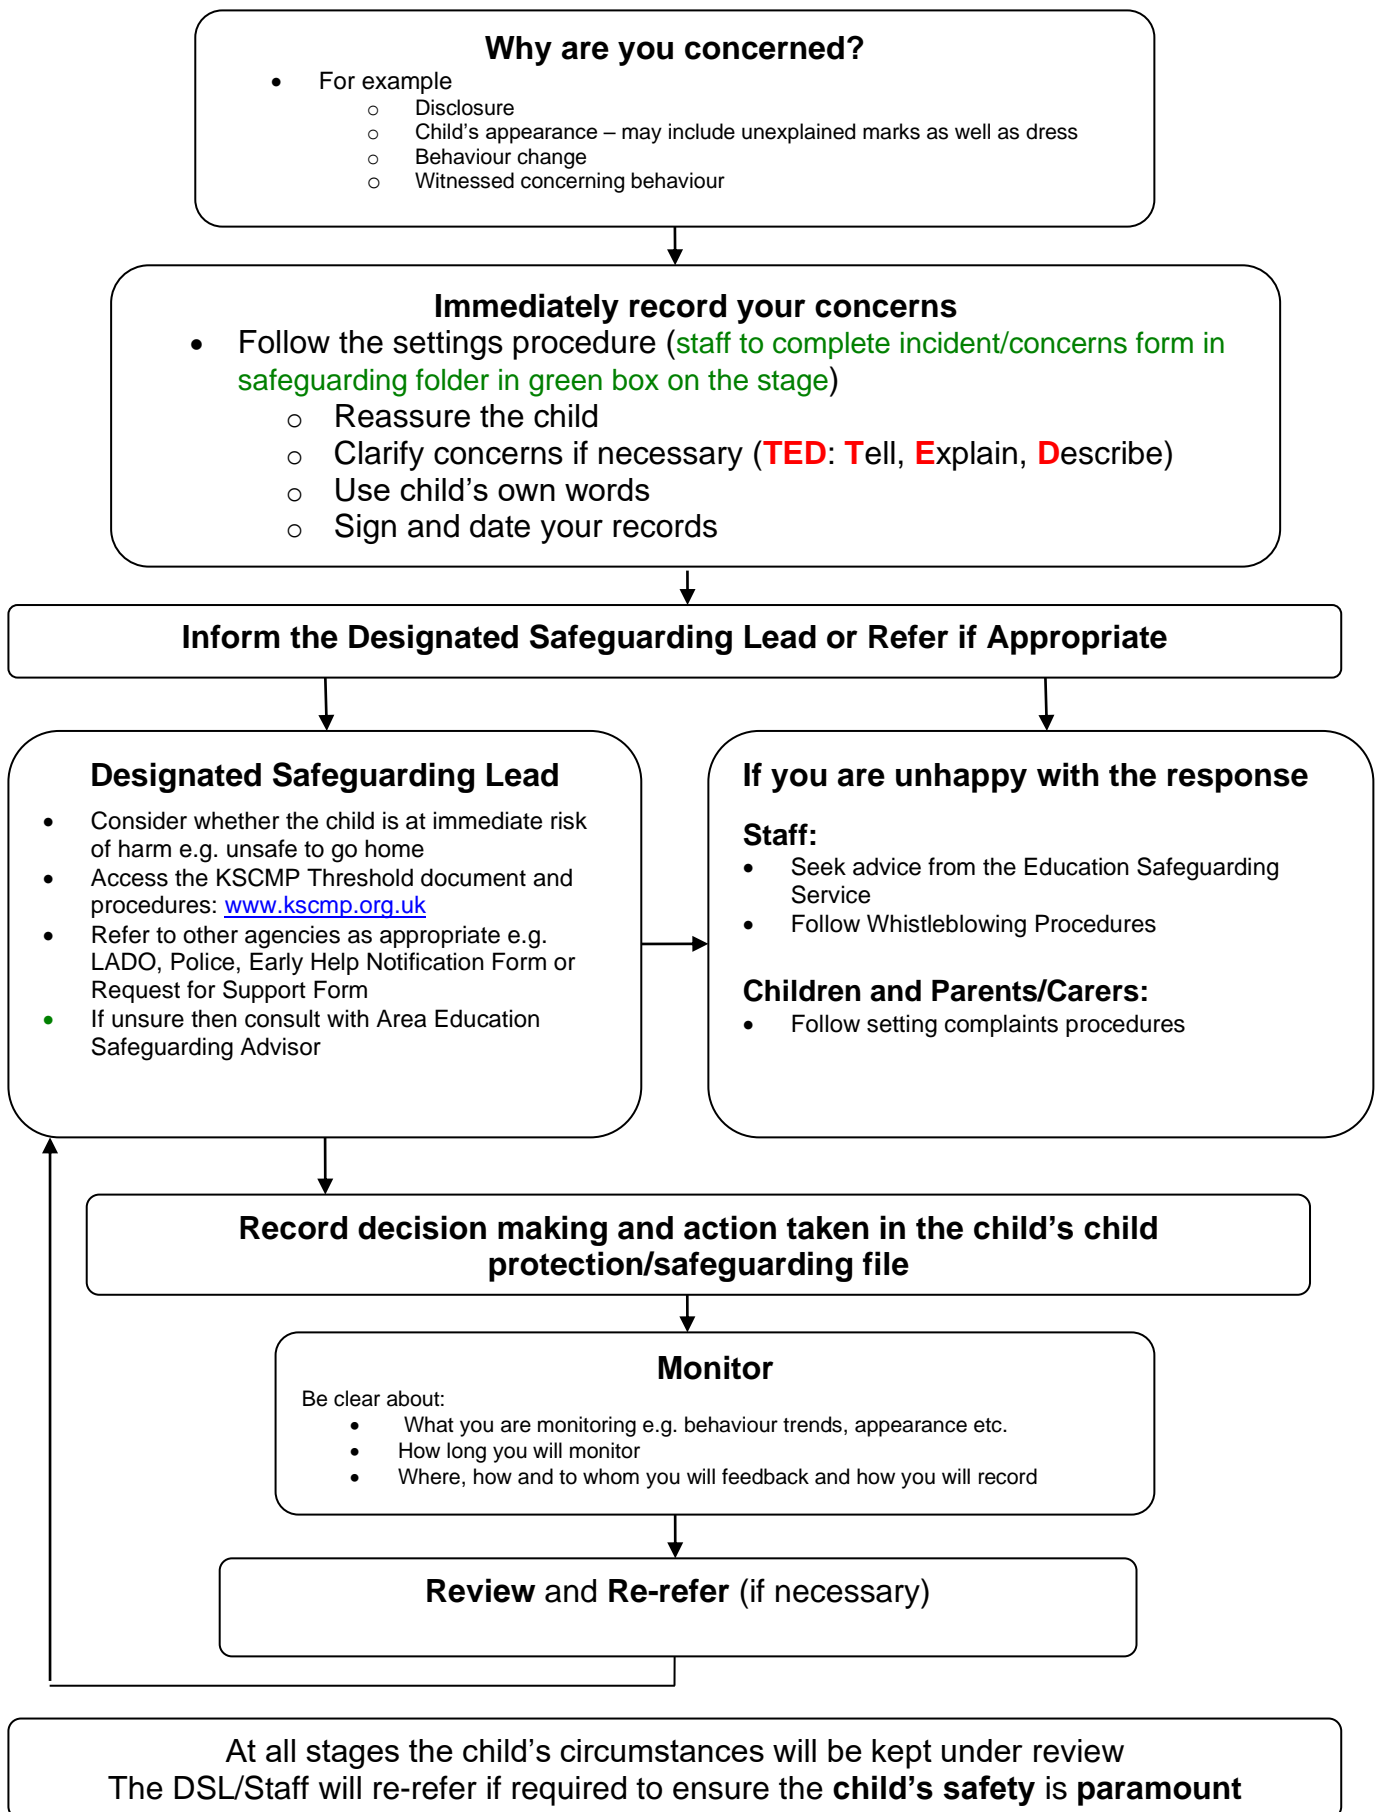 Why are you concerned?
• For example
o Disclosure
o Child’s appearance – may include unexplained marks as well as dress
o Behaviour change
o Witnessed concerning behaviour
Immediately record your concerns
• Follow the settings procedure (staff to complete incident/concerns form in
safeguarding folder in green box on the stage)
o Reassure the child
o Clarify concerns if necessary (TED: Tell, Explain, Describe)
o Use child’s own words
o Sign and date your records
Inform the Designated Safeguarding Lead or Refer if Appropriate
Designated Safeguarding Lead
• Consider whether the child is at immediate risk
of harm e.g. unsafe to go home
• Access the KSCMP Threshold document and
procedures: www.kscmp.org.uk
• Refer to other agencies as appropriate e.g.
LADO, Police, Early Help Notification Form or
Request for Support Form
• If unsure then consult with Area Education
Safeguarding Advisor
If you are unhappy with the response
Staff:
• Seek advice from the Education Safeguarding
Service
• Follow Whistleblowing Procedures
Children and Parents/Carers:
• Follow setting complaints procedures
Record decision making and action taken in the child’s child
protection/safeguarding file
Monitor
Be clear about:
• What you are monitoring e.g. behaviour trends, appearance etc.
• How long you will monitor
• Where, how and to whom you will feedback and how you will record
Review and Re-refer (if necessary)
At all stages the child’s circumstances will be kept under review
The DSL/Staff will re-refer if required to ensure the child’s safety is paramount